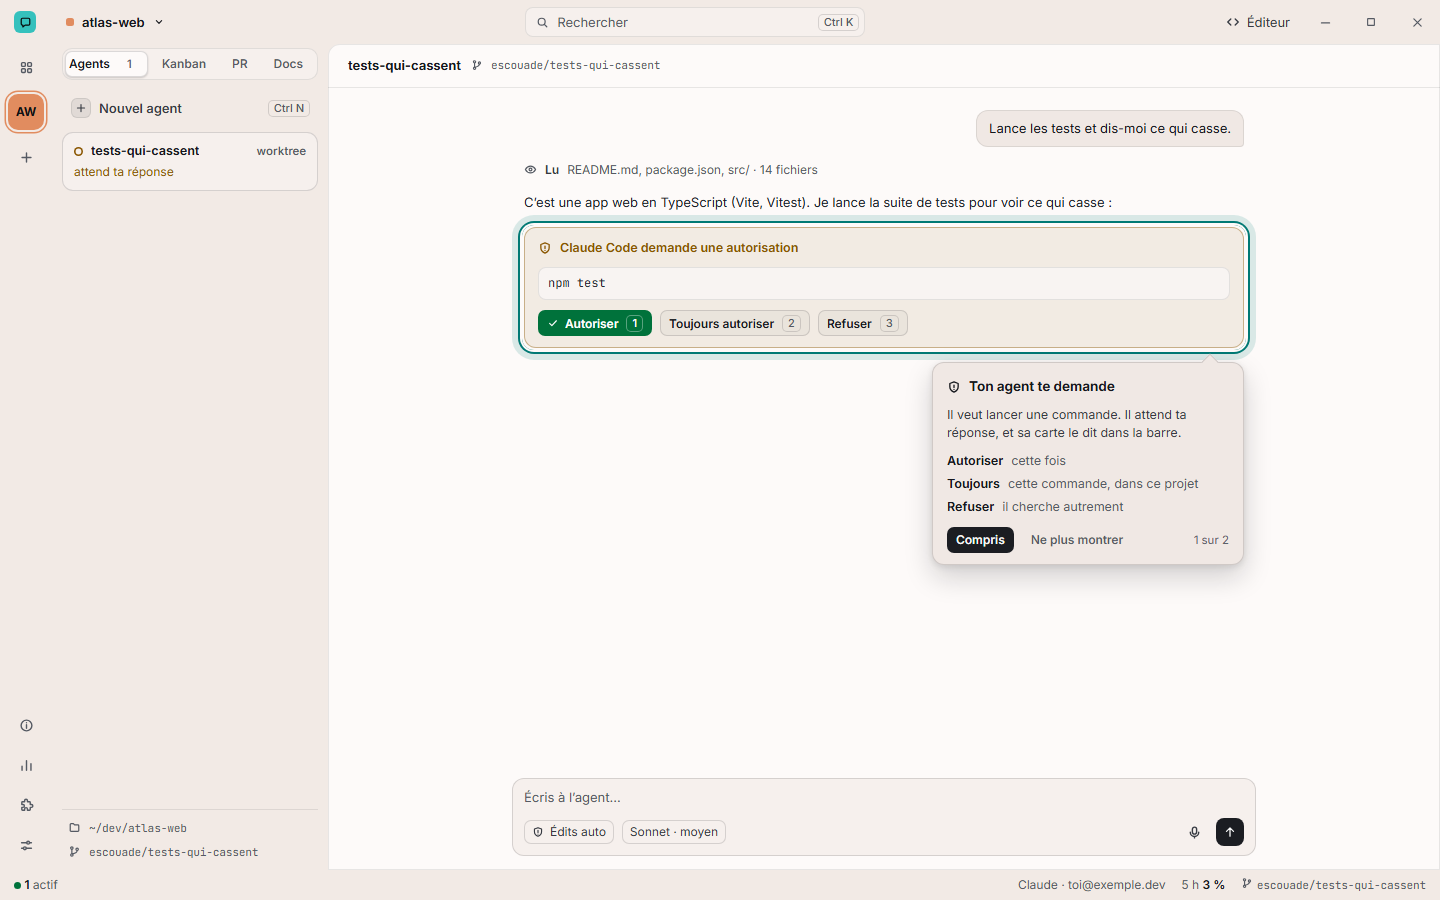 atlas-web
Rechercher
Ctrl K
Éditeur
Agents 1
Kanban
PR
Docs
AW
Nouvel agent
Ctrl N
tests-qui-cassent
worktree
attend ta réponse
tests-qui-cassent
escouade/tests-qui-cassent
Lance les tests et dis-moi ce qui casse.
Lu README.md, package.json, src/ · 14 fichiers
C'est une app web en TypeScript (Vite, Vitest). Je lance la suite de tests pour voir ce qui casse :
Claude Code demande une autorisation
npm test
Autoriser 1
Toujours autoriser 2
Refuser 3
Ton agent te demande
Il veut lancer une commande. Il attend ta
réponse, et sa carte le dit dans la barre.
Autoriser cette fois
Toujours cette commande, dans ce projet
Refuser il cherche autrement
Compris
Ne plus montrer
1 sur 2
Écris à l'agent...
Édits auto
Sonnet · moyen
~/dev/atlas-web
escouade/tests-qui-cassent
1 actif
Claude · toi@exemple.dev
5 h 3 %
escouade/tests-qui-cassent